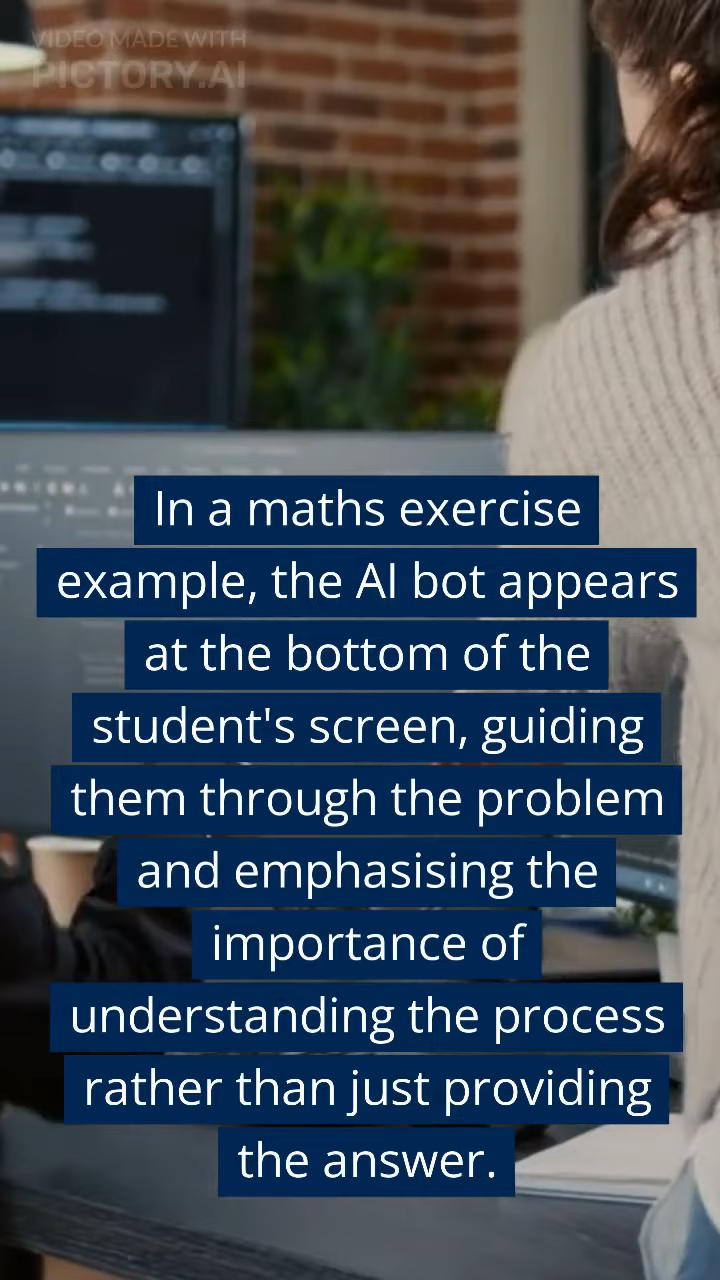 VIDEO MADE WITH
PICTORY.AI
In a maths exercise
example, the AI bot appears
at the bottom of the
student's screen, guiding
them through the problem
and emphasising the
importance of
understanding the process
rather than just providing
the answer.